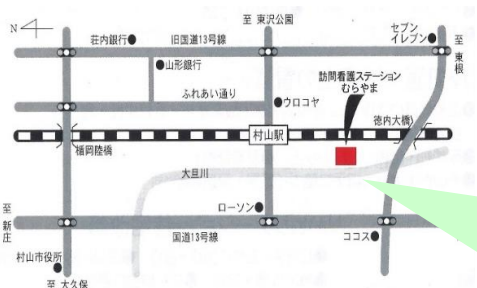 N
至 東沢公園
荘内銀行
旧国道13号線
セブン
イレブン
至
東
根
山形銀行
訪問看護ステーション
むらやま
ふれあい通り
ウロコヤ
徳内大橋
村山駅
楯岡陸橋
大旦川
至
新
庄
ローソン
国道13号線
ココス
村山市役所
至 大久保